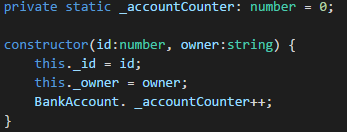 private static _accountCounter: number = 0;
constructor(id:number, owner:string) {
this._id = id;
this._owner = owner;
BankAccount. _accountCounter++;
}